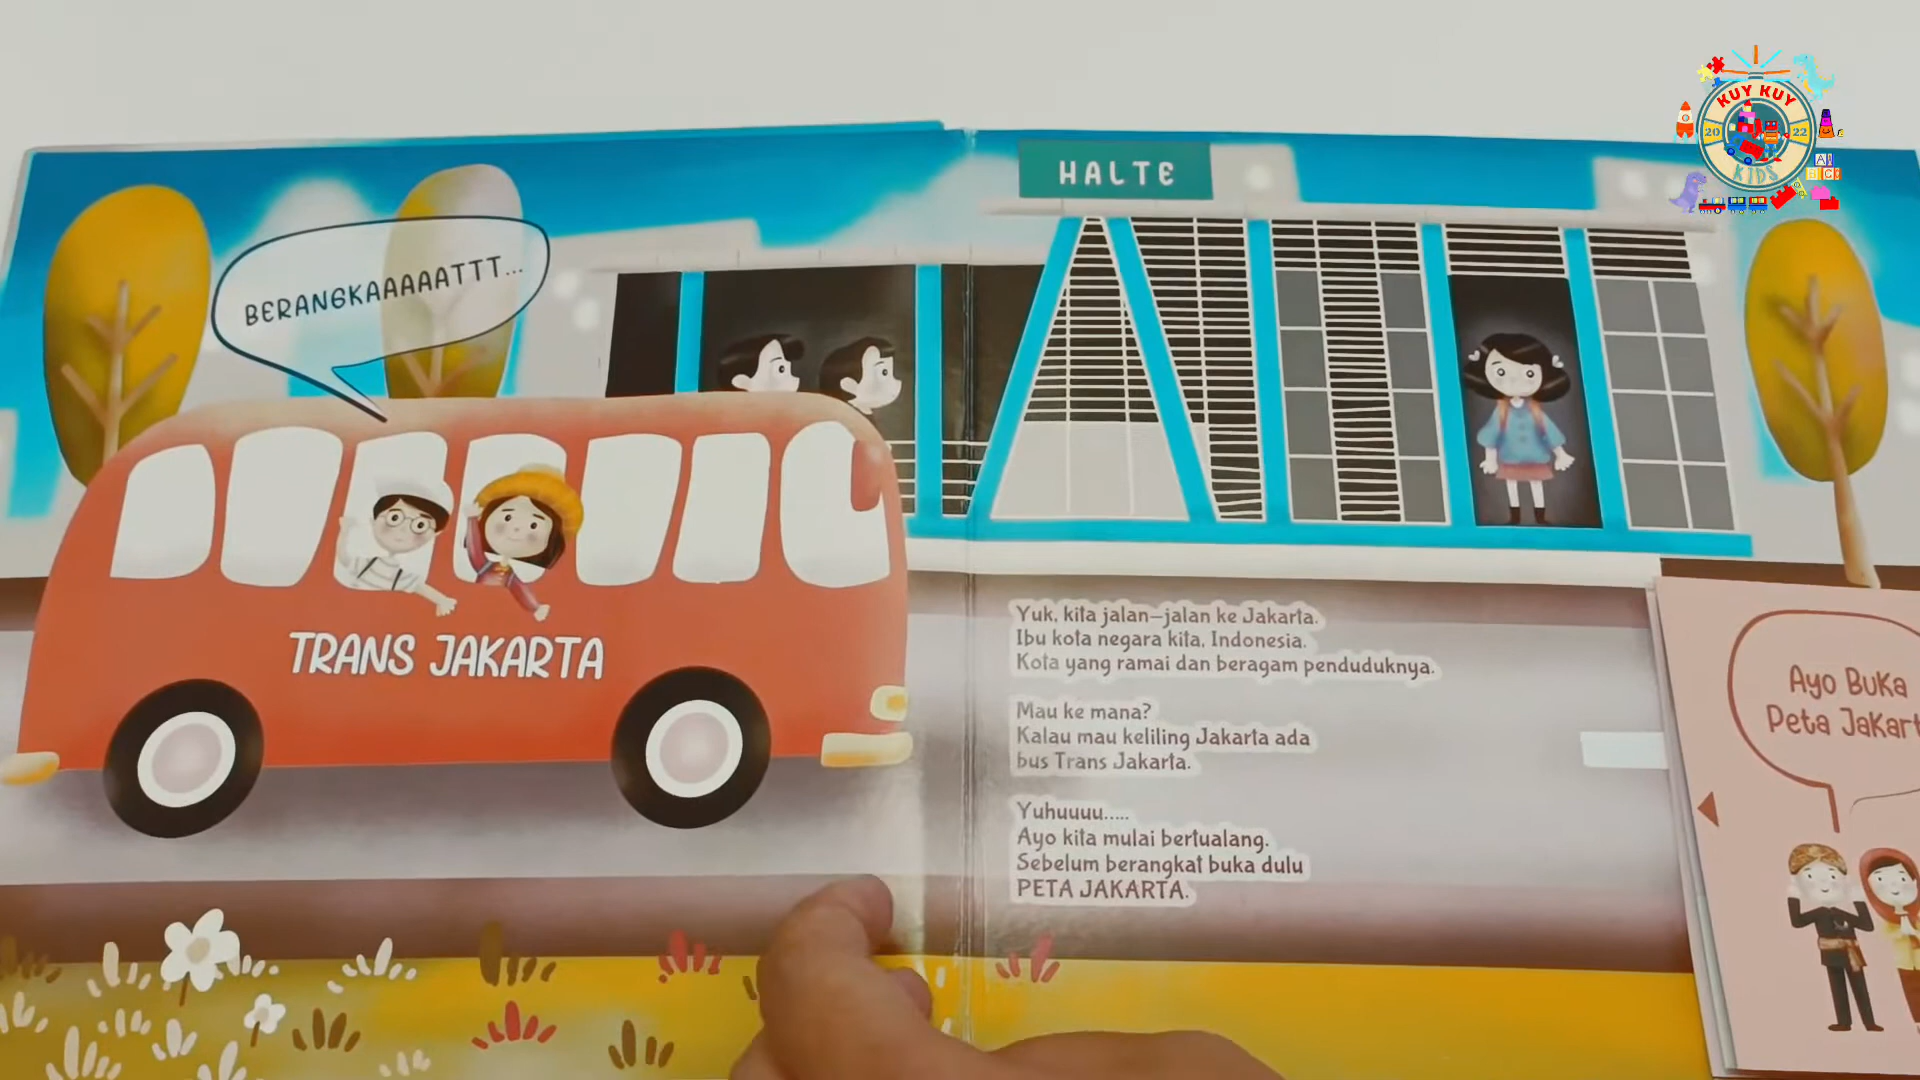 KUY KUY
20 22
KIDS
HALTE
BERANGKAAAAATTT...
TRANS JAKARTA
Yuk, kita jalan-jalan ke Jakarta.
Ibu kota negara kita, Indonesia.
Kota yang ramai dan beragam penduduknya.
Mau ke mana?
Kalau mau keliling Jakarta ada
bus Trans Jakarta.
Yuhuuuu.....
Ayo kita mulai bertualang.
Sebelum berangkat buka dulu
PETA JAKARTA.
Ayo Buka
Peta Jakart